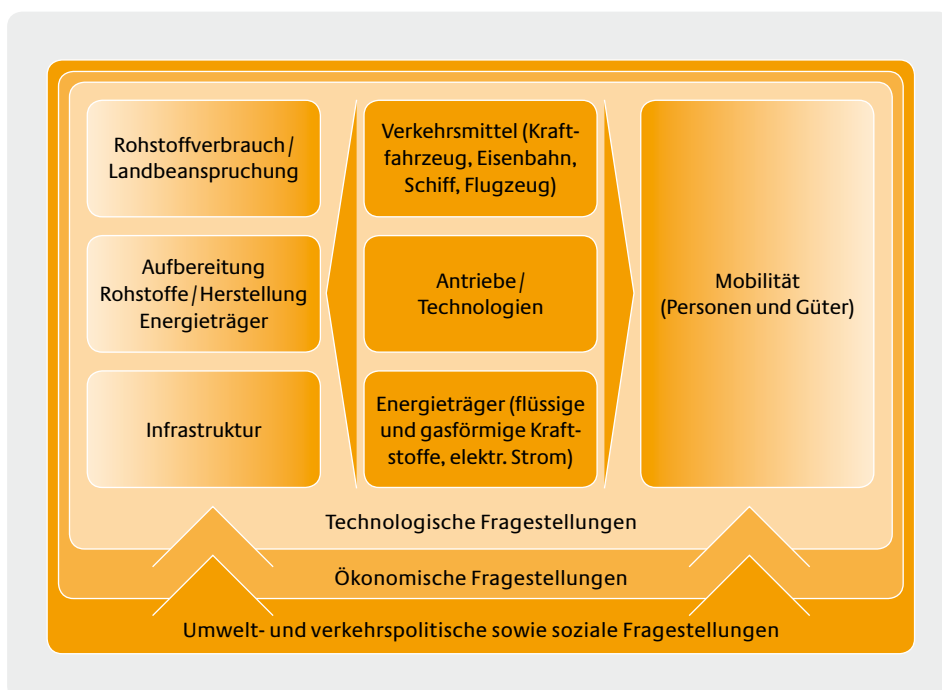 Rohstoffverbrauch/
Landbeanspruchung
Aufbereitung
Rohstoffe/Herstellung
Energieträger
Infrastruktur
Verkehrsmittel (Kraft-
fahrzeug, Eisenbahn,
Schiff, Flugzeug)
Antriebe/
Technologien
Energieträger (flüssige
und gasförmige Kraft-
stoffe, elektr. Strom)
Mobilität
(Personen und Güter)
Technologische Fragestellungen
Ökonomische Fragestellungen
Umwelt- und verkehrspolitische sowie soziale Fragestellungen